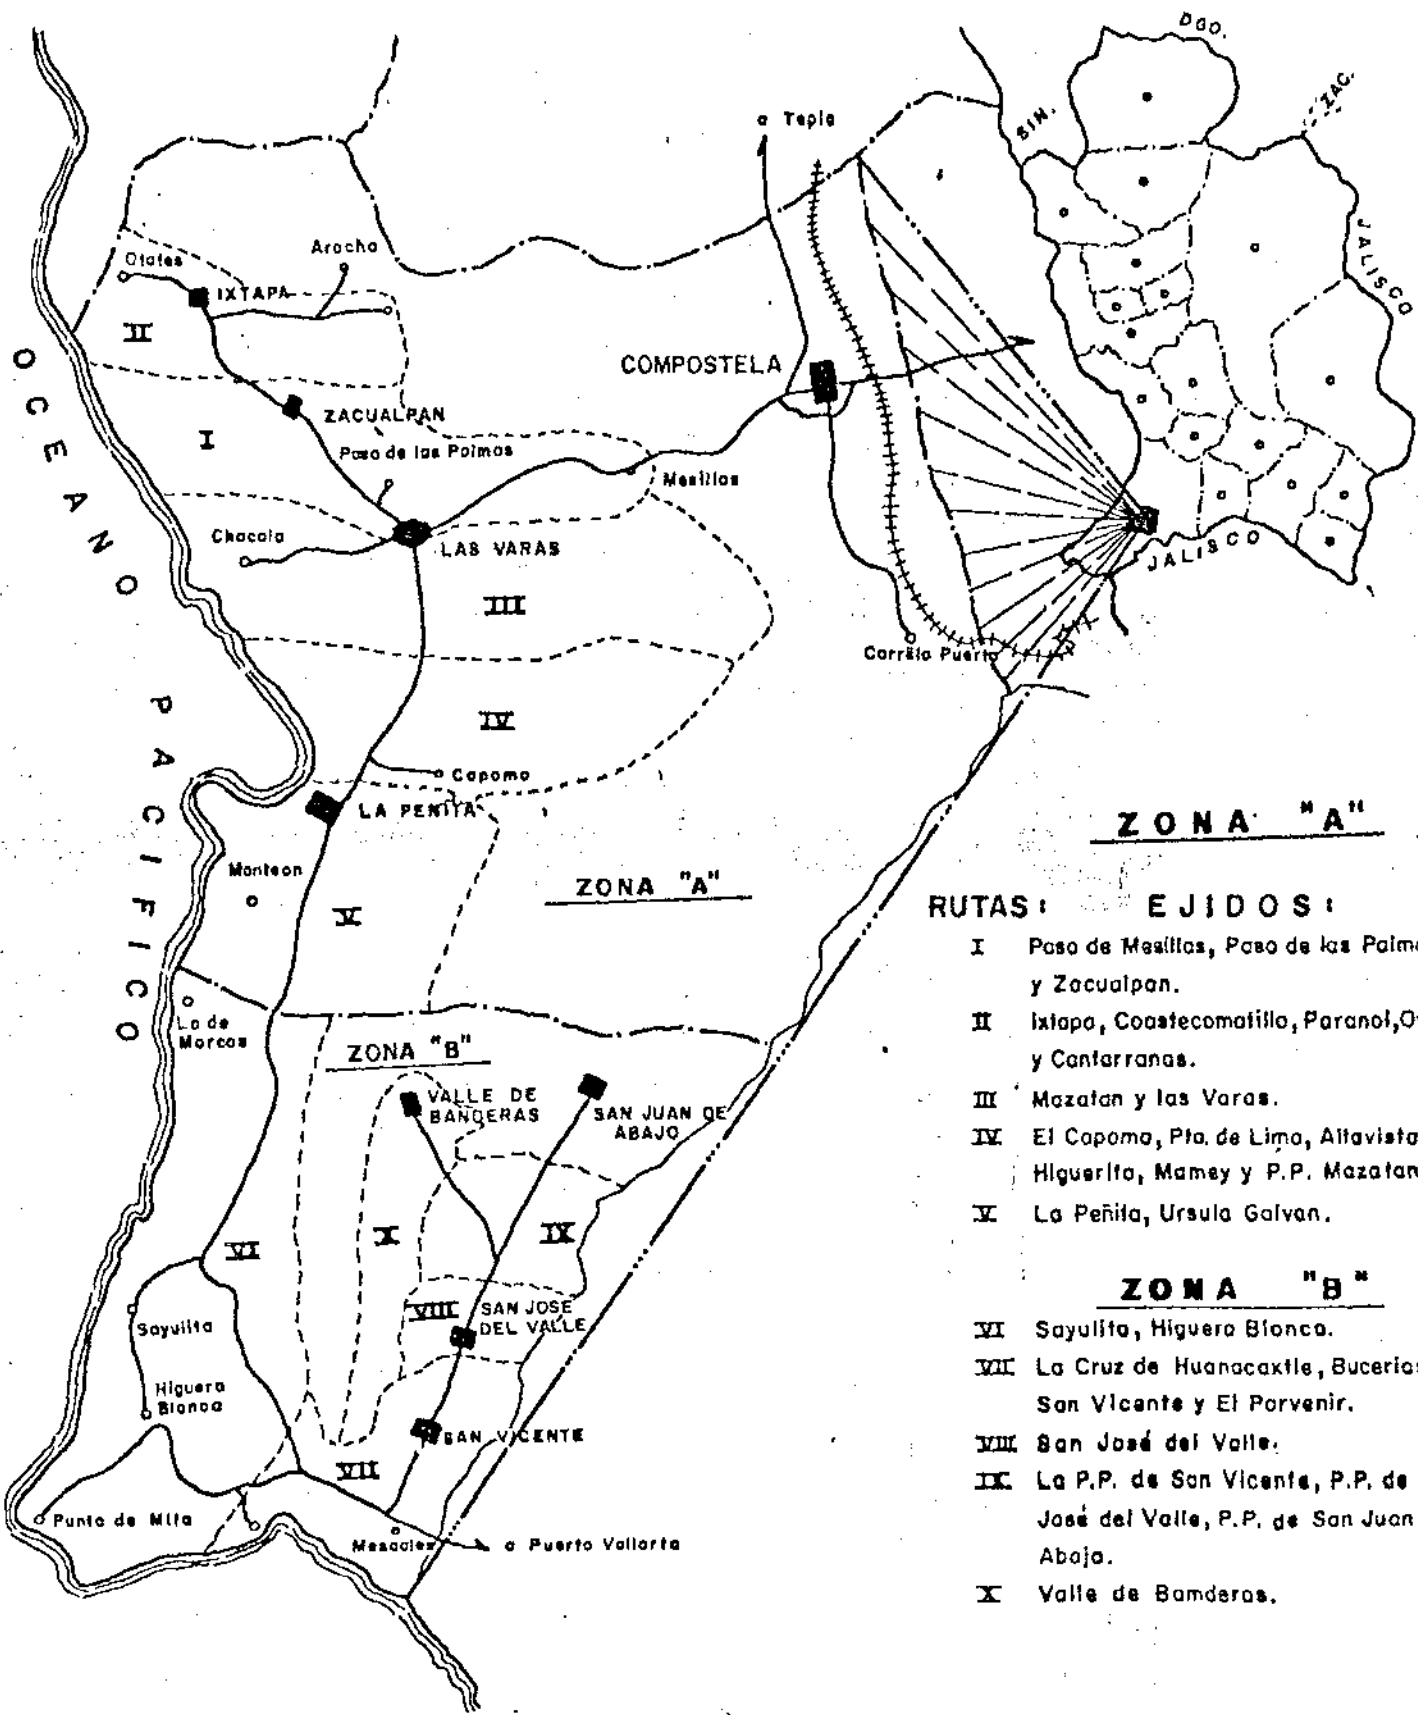 DGO.
ZAC.
SIN.
JALISCO
JALISCO
a Tepic
Aracha
Otates
IXTAPA
II
COMPOSTELA
ZACUALPAN
I
Paso de las Palmas
Mesillas
Chacala
LAS VARAS
III
Carrillo Puerto
IV
Capomo
LA PEÑITA
OCEANO PACIFICO
Monteon
ZONA "A"
V
Lo de
Marcos
ZONA "B"
VALLE DE
BANDERAS
SAN JUAN DE
ABAJO
VI
X
IX
VIII
SAN JOSE
DEL VALLE
Sayulita
Higuera
Blanca
SAN VICENTE
VII
Punta de Mita
Mezcales
a Puerto Vallarta
ZONA "A"
RUTAS: EJIDOS:
I Paso de Mesillas, Paso de las Palma
y Zacualpan.
II Ixtapa, Coastecomatillo, Paranal, O
y Cantarranas.
III Mazatan y las Varas.
IV El Capomo, Pta. de Lima, Altavista
Higuerita, Mamey y P.P. Mazatan
V La Peñita, Ursulo Galvan.
ZONA "B"
VI Sayulita, Higuera Blanca.
VII La Cruz de Huanacaxtle, Bucerias
San Vicente y El Porvenir.
VIII San José del Valle.
IX La P.P. de San Vicente, P.P. de
José del Valle, P.P. de San Juan
Abajo.
X Valle de Bamderas.